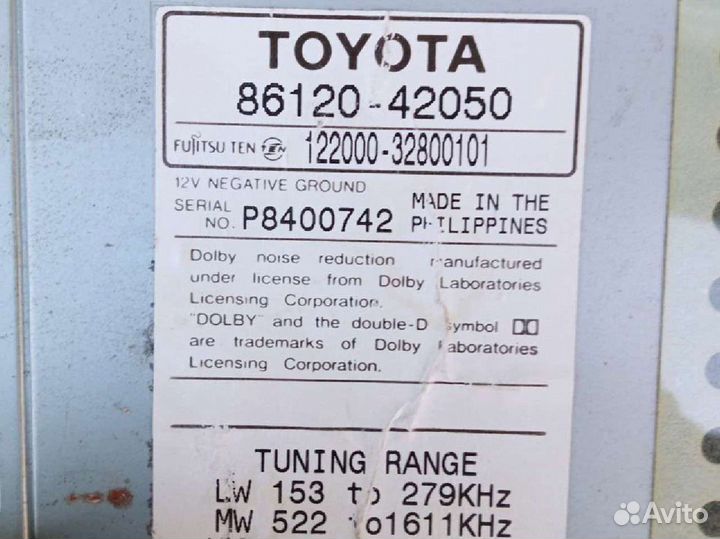 TOYOTA
86120-42050
FUJITSU TEN TEN 122000-32800101
12V NEGATIVE GROUND
SERIAL NO. P8400742
MADE IN THE PHILIPPINES
Dolby noise reduction manufactured
under license from Dolby Laboratories
Licensing Corporation.
"DOLBY" and the double-D symbol
are trademarks of Dolby Laboratories
Licensing Corporation.
TUNING RANGE
LW 153 to 279KHz
MW 522 to1611KHz
Avito